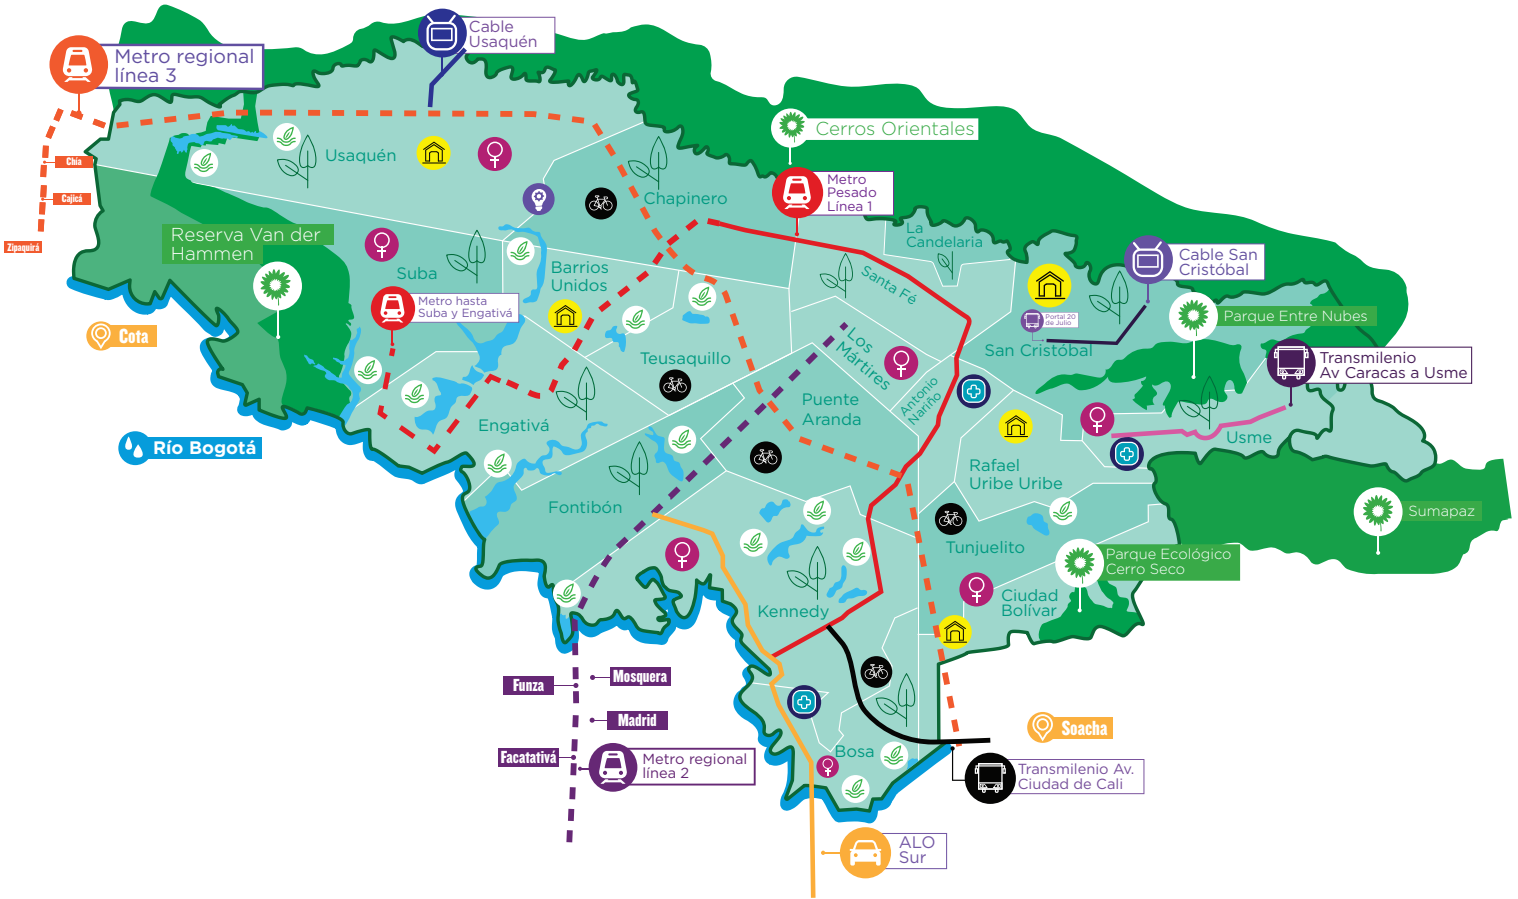 Metro regional
línea 3
Cable
Usaquén
Cerros Orientales
Chía
Cajicá
Zipaquirá
Usaquén
Chapinero
Metro
Pesado
Línea 1
Reserva Van der
Hammen
Suba
Barrios
Unidos
La
Candelaria
Santa Fé
Cable San
Cristóbal
Metro hasta
Suba y Engativá
Portal 20
de Julio
Parque Entre Nubes
Cota
Teusaquillo
Los
Mártires
San Cristóbal
Transmilenio
Av Caracas a Usme
Puente
Aranda
Antonio
Nariño
Engativá
Usme
Río Bogotá
Rafael
Uribe Uribe
Fontibón
Sumapaz
Tunjuelito
Parque Ecológico
Cerro Seco
Kennedy
Ciudad
Bolívar
Mosquera
Funza
Madrid
Soacha
Facatativá
Metro regional
línea 2
Bosa
Transmilenio Av.
Ciudad de Cali
ALO
Sur